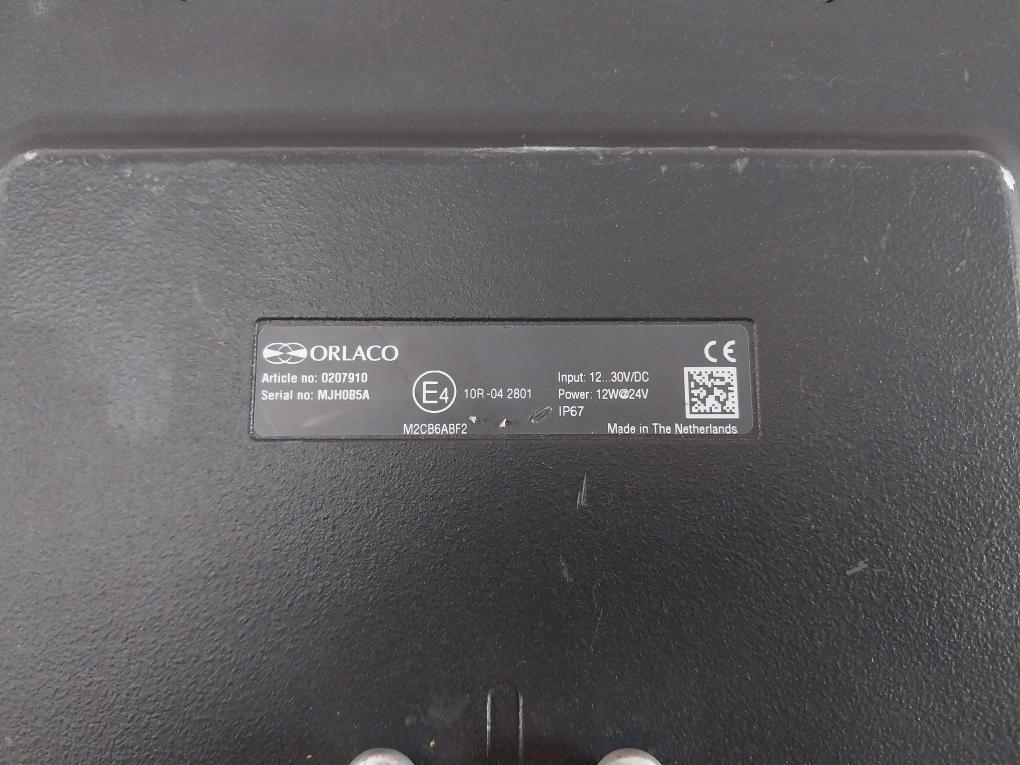 ORLACO
Article no: 0207910
Serial no: MJH0B5A
E4
10R-04 2801
M2CB6ABF2
Input: 12...30V/DC
Power: 12W@24V
IP67
CE
Made in The Netherlands